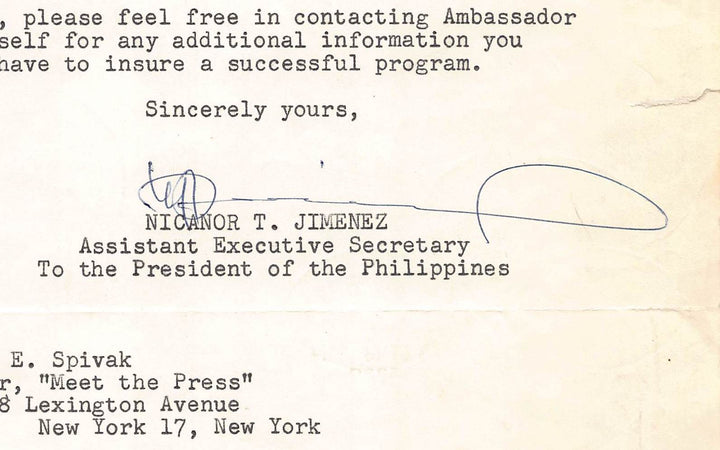 , please feel free in contacting Ambassador
self for any additional information you
have to insure a successful program.
Sincerely yours,
NICANOR T. JIMENEZ
Assistant Executive Secretary
To the President of the Philippines
E. Spivak
r, "Meet the Press"
8 Lexington Avenue
New York 17, New York